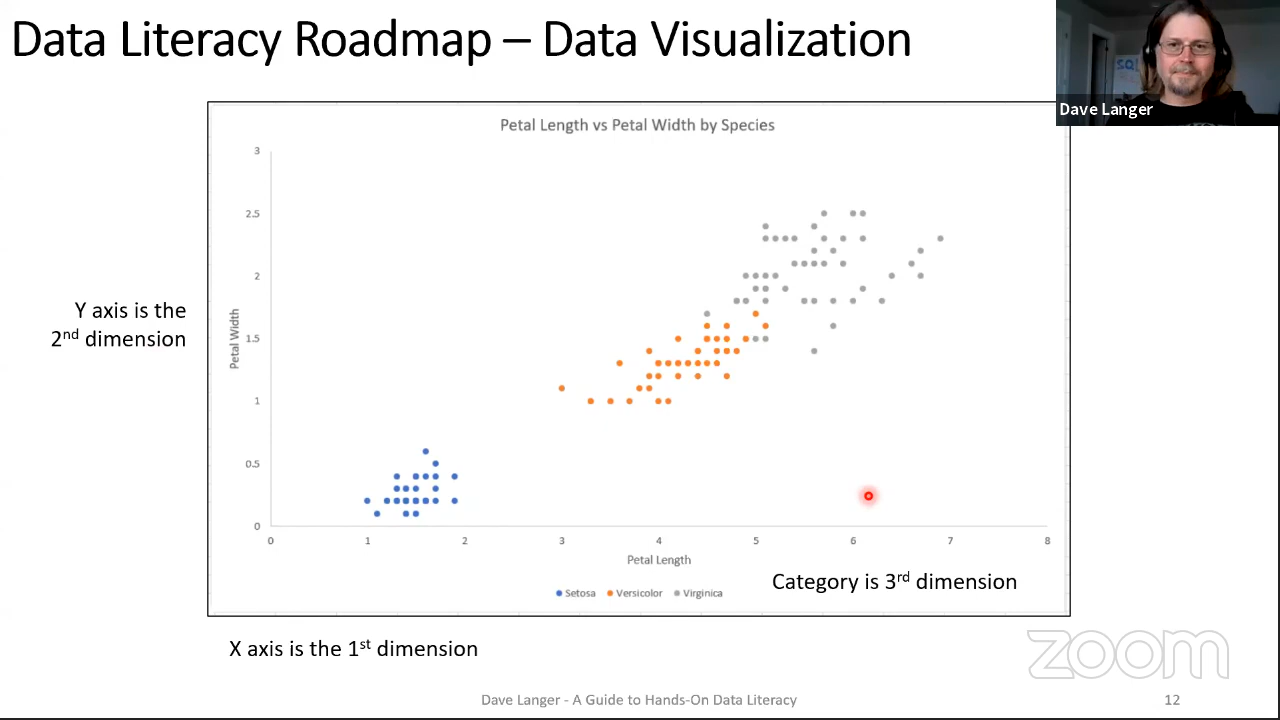 Data Literacy Roadmap – Data Visualization
SQL
Dave Langer
Petal Length vs Petal Width by Species
3
2.5
2
1.5
1
0.5
0
Petal Width
Y axis is the
2nd dimension
0 1 2 3 4 5 6 7 8
Petal Length
Setosa Versicolor Virginica
Category is 3rd dimension
X axis is the 1st dimension
zoom
Dave Langer - A Guide to Hands-On Data Literacy
12